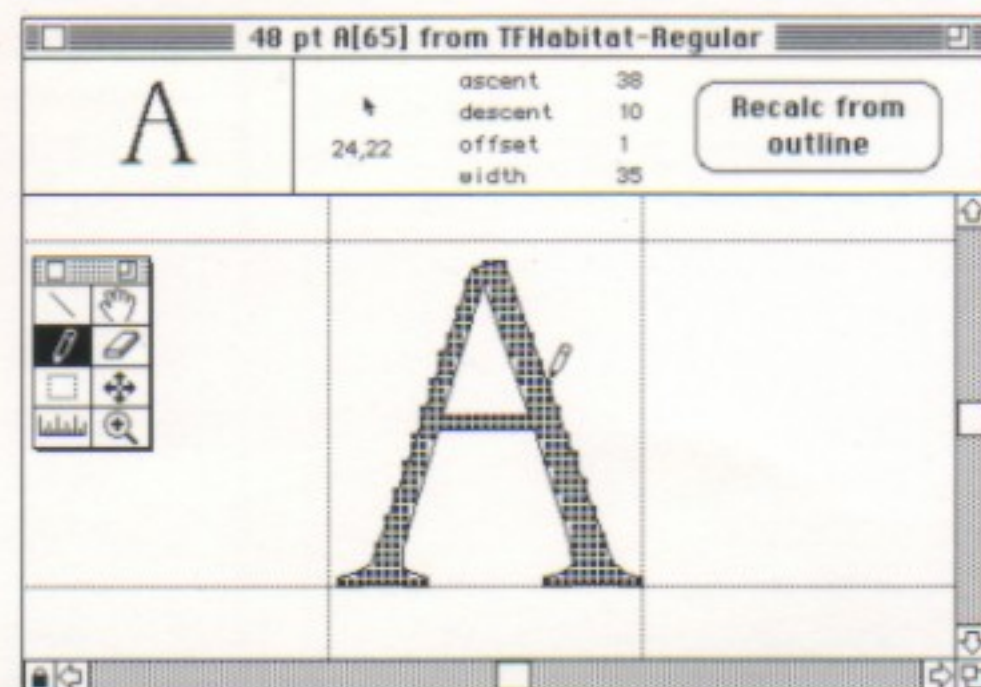 48 pt A[65] from TFHabitat-Regular
A
24,22
ascent 38
descent 10
offset 1
width 35
Recalc from
outline
A